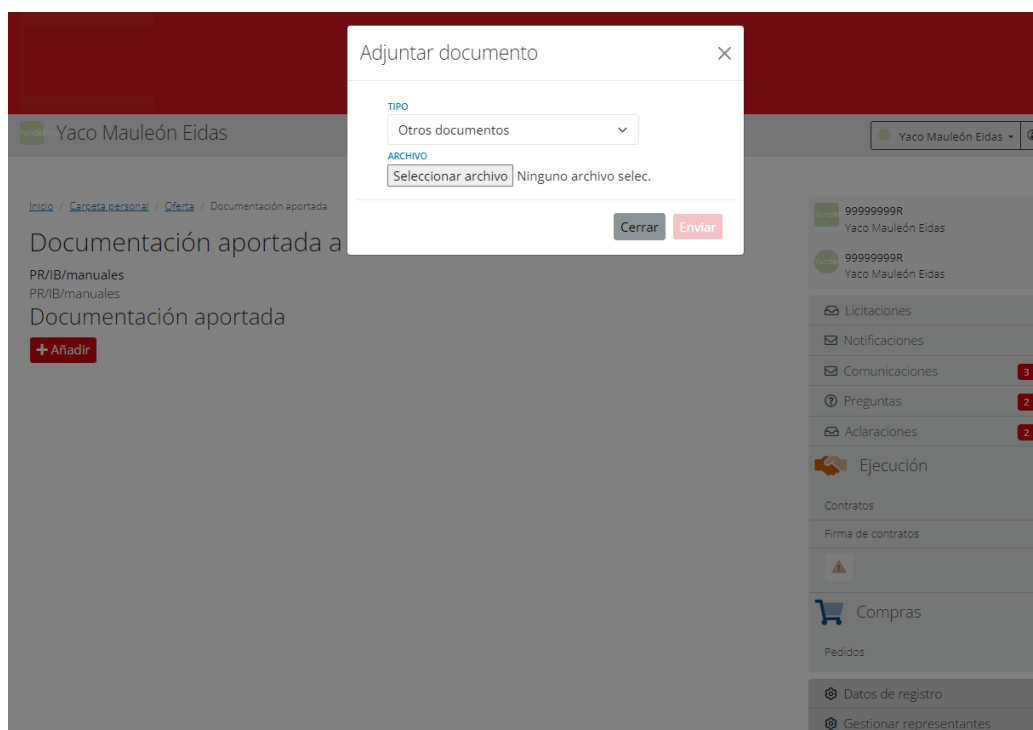 Adjuntar documento
TIPO
Otros documentos
ARCHIVO
Seleccionar archivo Ninguno archivo selec.
Cerrar Enviar
Yaco Mauleón Eidas
Yaco Mauleón Eidas
Inicio / Carpeta personal / Oferta / Documentación aportada
Documentación aportada a
PR/IB/manuales
PR/IB/manuales
Documentación aportada
+ Añadir
99999999R
Yaco Mauleón Eidas
99999999R
Yaco Mauleón Eidas
Licitaciones
Notificaciones
Comunicaciones 3
Preguntas 2
Aclaraciones 2
Ejecución
Contratos
Firma de contratos
Compras
Pedidos
Datos de registro
Gestionar representantes